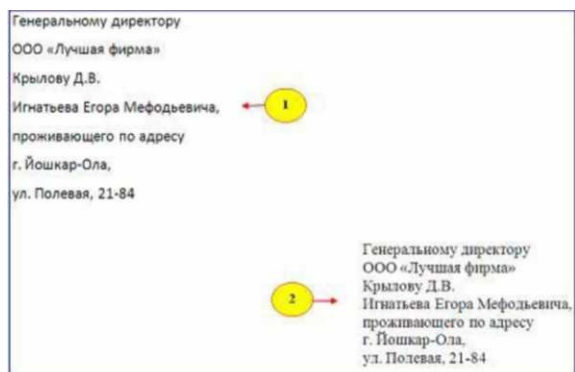 Генеральному директору
ООО «Лучшая фирма»
Крылову Д.В.
Игнатьева Егора Мефодьевича,
1
проживающего по адресу
г. Йошкар-Ола,
ул. Полевая, 21-84
Генеральному директору
ООО «Лучшая фирма»
Крылову Д.В.
2
Игнатьева Егора Мефодьевича,
проживающего по адресу
г. Йошкар-Ола,
ул. Полевая, 21-84